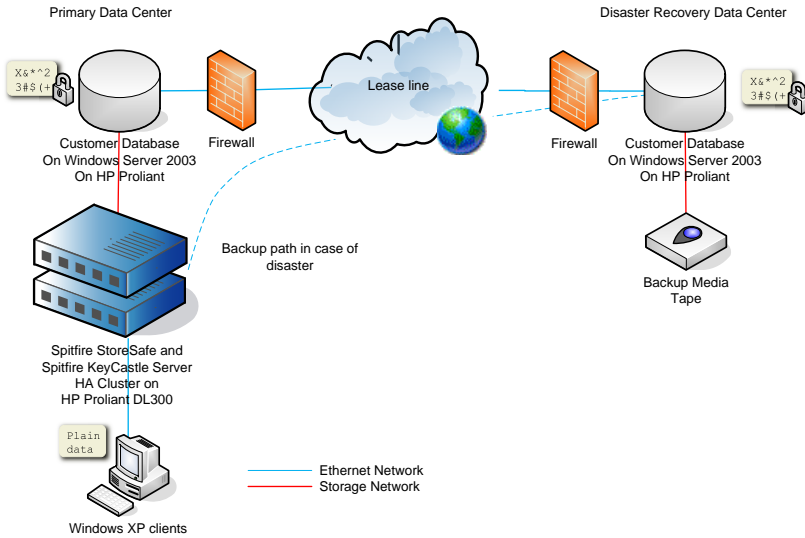 Primary Data Center
Disaster Recovery Data Center
X&*^2
3#$(+
Lease line
X&*^2
3#$(+
Customer Database
On Windows Server 2003
On HP Proliant
Firewall
Firewall
Customer Database
On Windows Server 2003
On HP Proliant
Backup path in case of
disaster
Backup Media
Tape
Spitfire StoreSafe and
Spitfire KeyCastle Server
HA Cluster on
HP Proliant DL300
Plain
data
Ethernet Network
Storage Network
Windows XP clients